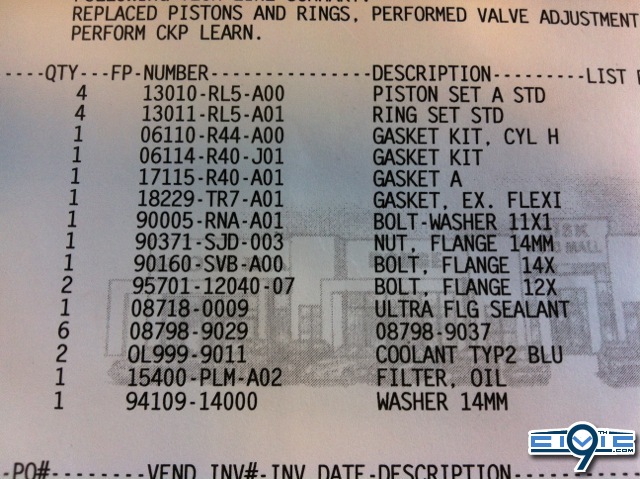 REPLACED PISTONS AND RINGS, PERFORMED VALVE ADJUSTMENT
PERFORM CKP LEARN.
-----QTY---FP-NUMBER---------------DESCRIPTION---------LIST
4 13010-RL5-A00 PISTON SET A STD
4 13011-RL5-A01 RING SET STD
1 06110-R44-A00 GASKET KIT, CYL H
1 06114-R40-J01 GASKET KIT
1 17115-R40-A01 GASKET A
1 18229-TR7-A01 GASKET, EX. FLEXI
1 90005-RNA-A01 BOLT-WASHER 11X1
1 90371-SJD-003 NUT, FLANGE 14MM
1 90160-SVB-A00 BOLT, FLANGE 14X
2 95701-12040-07 BOLT, FLANGE 12X
1 08718-0009 ULTRA FLG SEALANT
6 08798-9029 08798-9037
2 OL999-9011 COOLANT TYP2 BLU
1 15400-PLM-A02 FILTER, OIL
1 94109-14000 WASHER 14MM
-PO#--------VEND INV#-INV DATE-DESCRIPTION------------